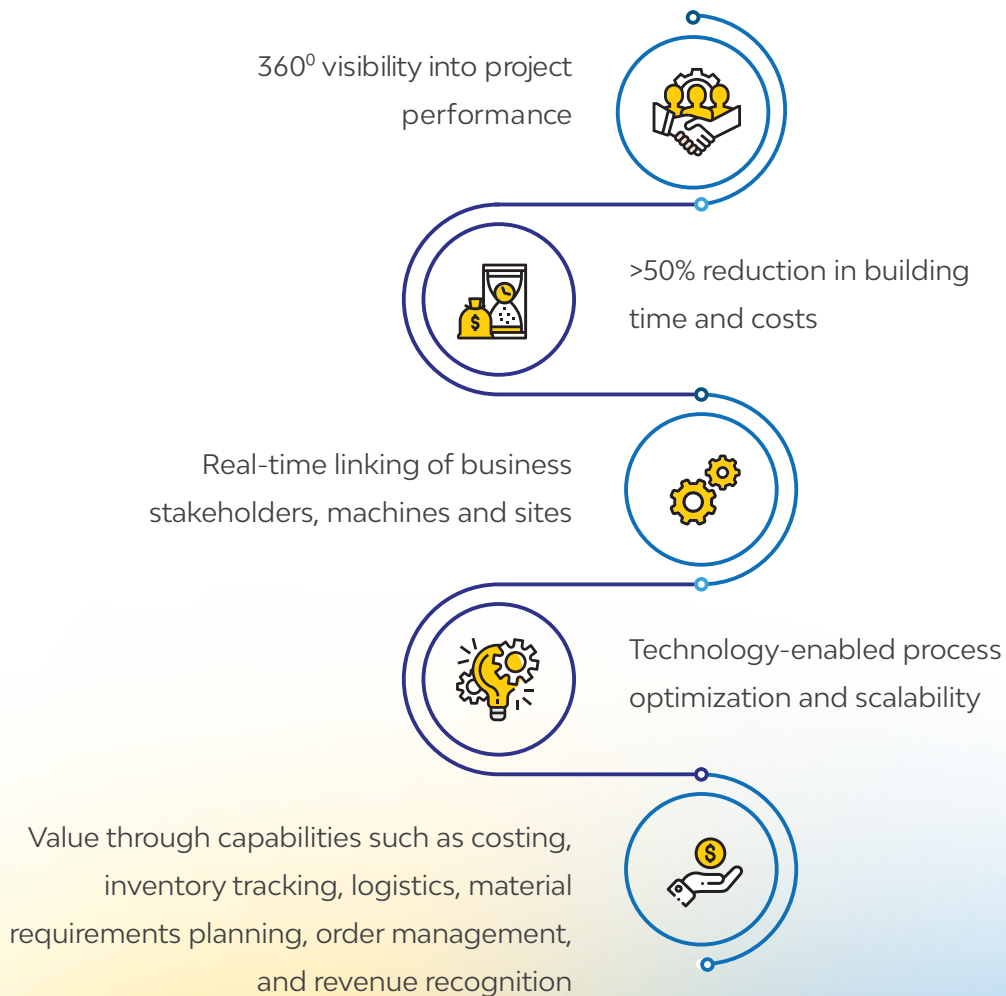 360⁰ visibility into project
performance
>50% reduction in building
time and costs
Real-time linking of business
stakeholders, machines and sites
Technology-enabled process
optimization and scalability
Value through capabilities such as costing,
inventory tracking, logistics, material
requirements planning, order management,
and revenue recognition